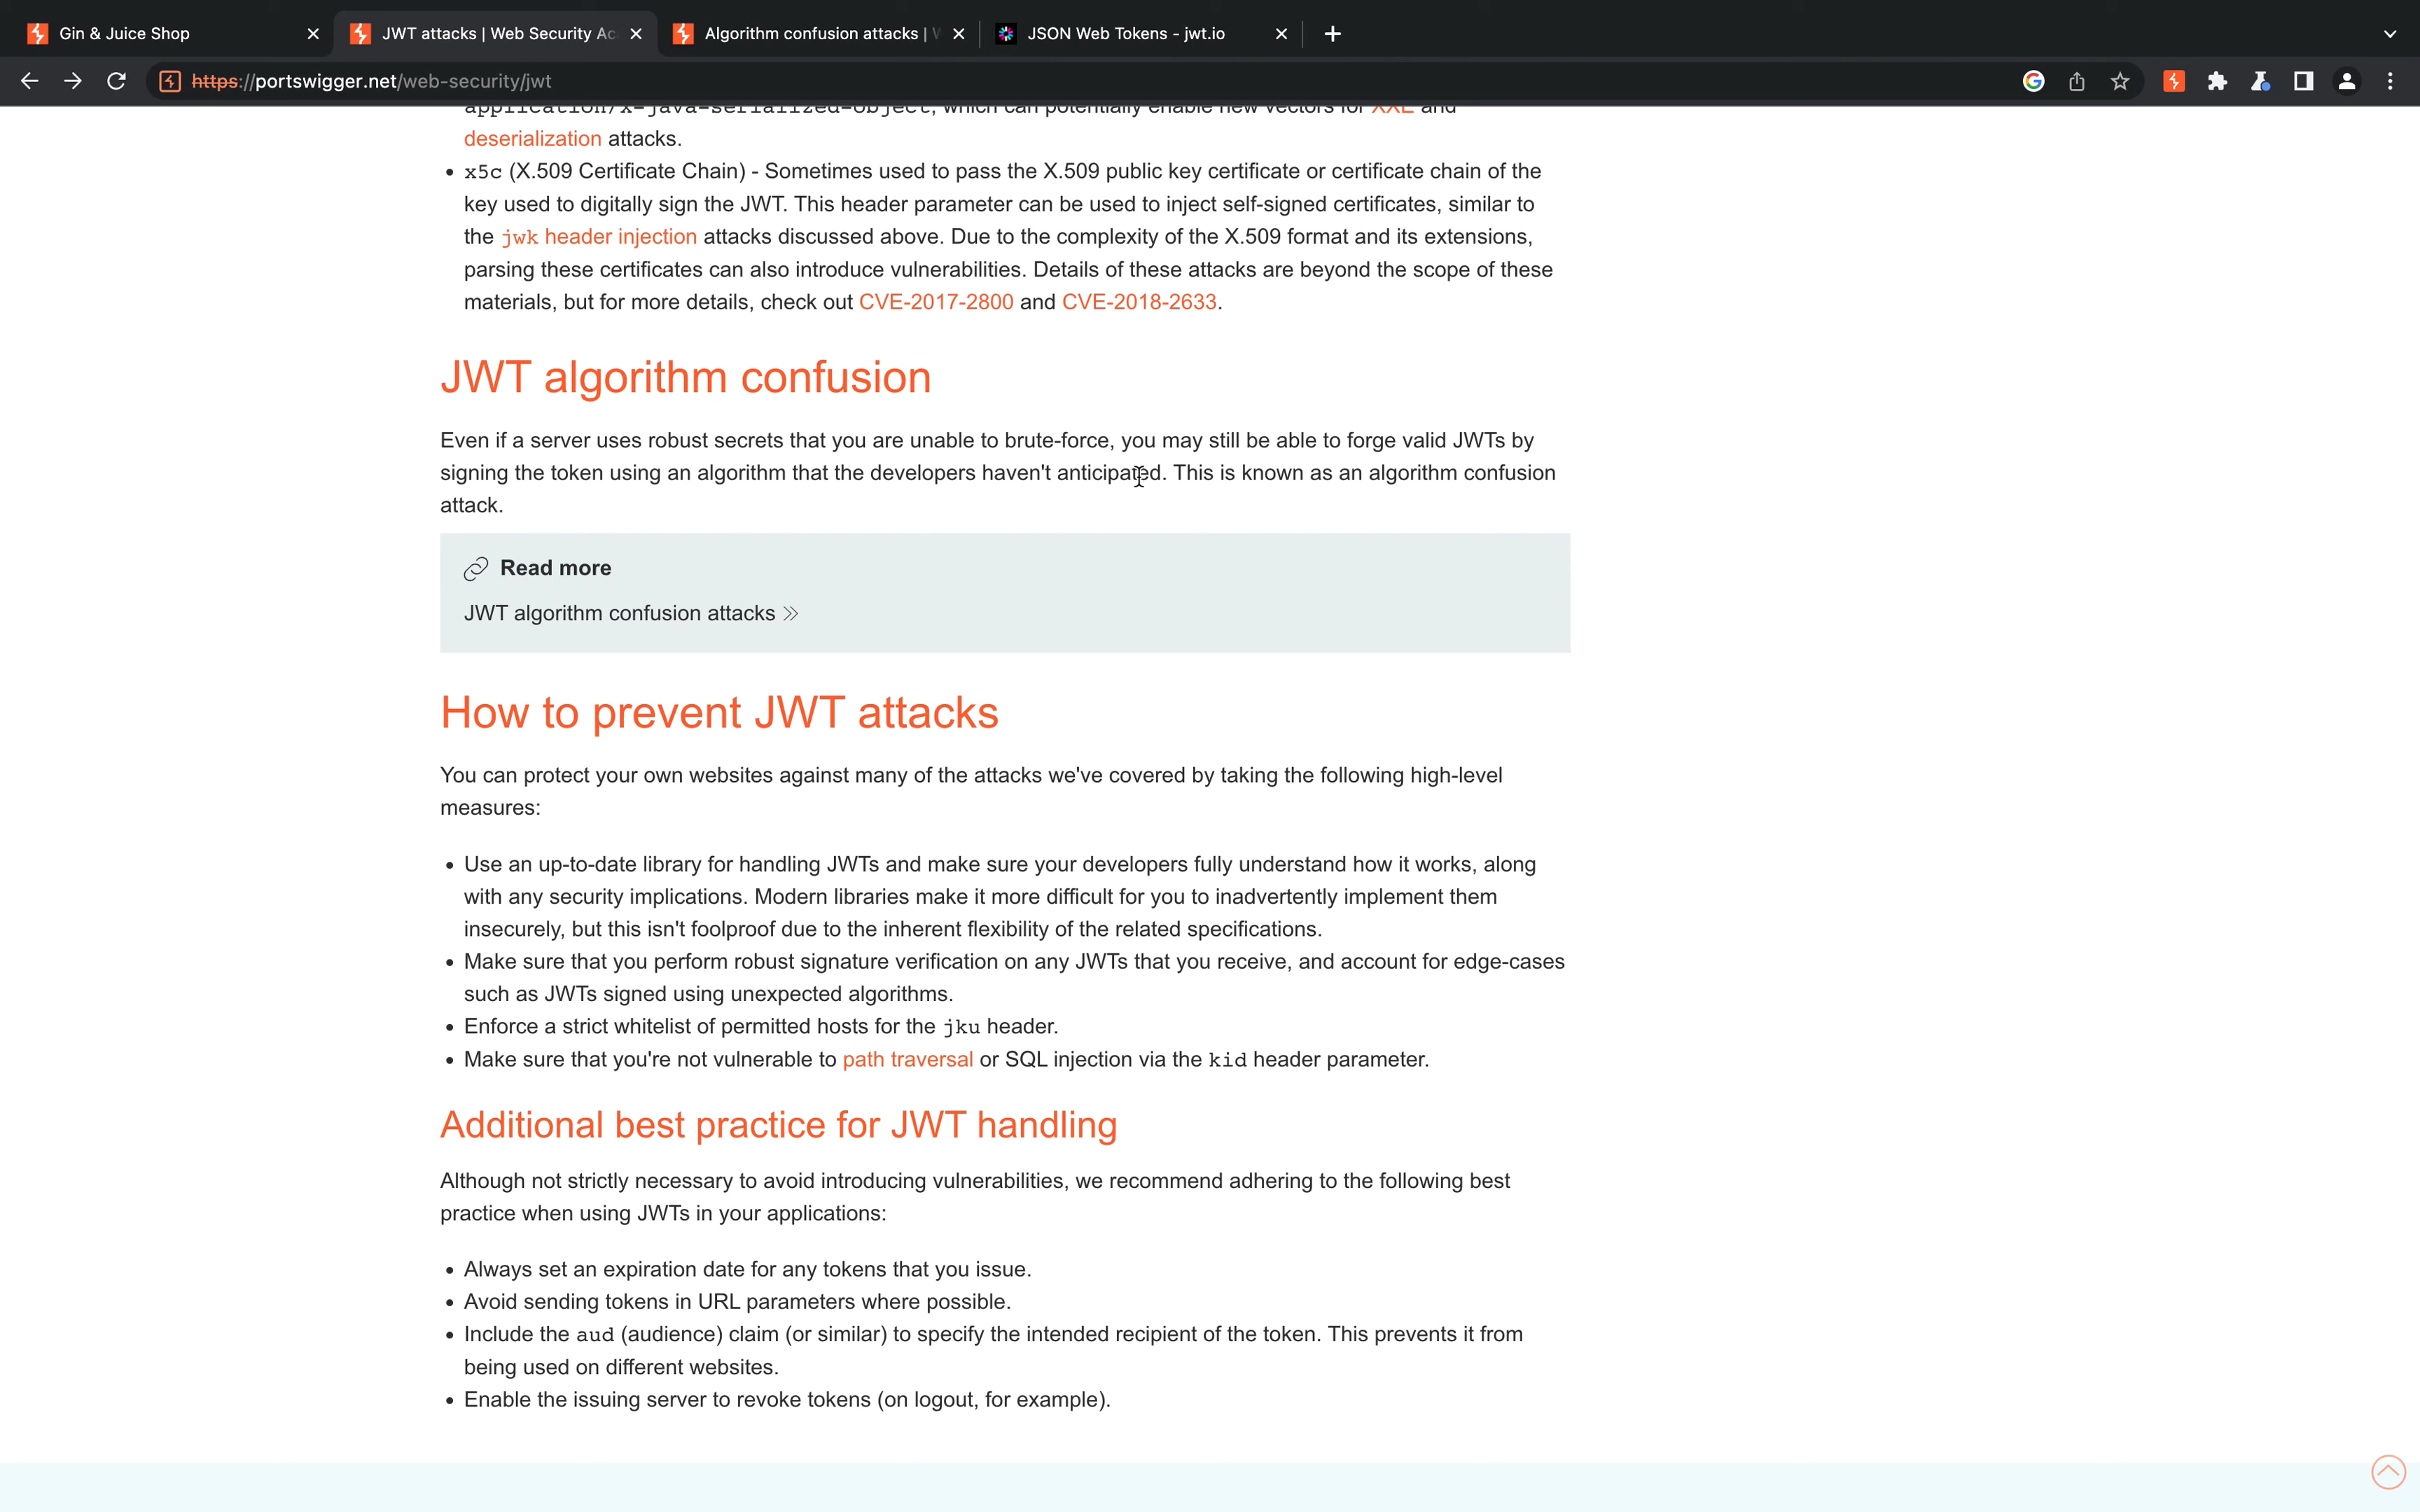 Gin & Juice Shop
JWT attacks | Web Security Ac
Algorithm confusion attacks |
JSON Web Tokens - jwt.io
https://portswigger.net/web-security/jwt
application/x-java-serialized-object, which can potentially enable new vectors for XXE and
deserialization attacks.
• x5c (X.509 Certificate Chain) - Sometimes used to pass the X.509 public key certificate or certificate chain of the
key used to digitally sign the JWT. This header parameter can be used to inject self-signed certificates, similar to
the jwk header injection attacks discussed above. Due to the complexity of the X.509 format and its extensions,
parsing these certificates can also introduce vulnerabilities. Details of these attacks are beyond the scope of these
materials, but for more details, check out CVE-2017-2800 and CVE-2018-2633.
JWT algorithm confusion
Even if a server uses robust secrets that you are unable to brute-force, you may still be able to forge valid JWTs by
signing the token using an algorithm that the developers haven't anticipated. This is known as an algorithm confusion
attack.
Read more
JWT algorithm confusion attacks »
How to prevent JWT attacks
You can protect your own websites against many of the attacks we've covered by taking the following high-level
measures:
• Use an up-to-date library for handling JWTs and make sure your developers fully understand how it works, along
with any security implications. Modern libraries make it more difficult for you to inadvertently implement them
insecurely, but this isn't foolproof due to the inherent flexibility of the related specifications.
• Make sure that you perform robust signature verification on any JWTs that you receive, and account for edge-cases
such as JWTs signed using unexpected algorithms.
• Enforce a strict whitelist of permitted hosts for the jku header.
• Make sure that you're not vulnerable to path traversal or SQL injection via the kid header parameter.
Additional best practice for JWT handling
Although not strictly necessary to avoid introducing vulnerabilities, we recommend adhering to the following best
practice when using JWTs in your applications:
• Always set an expiration date for any tokens that you issue.
• Avoid sending tokens in URL parameters where possible.
• Include the aud (audience) claim (or similar) to specify the intended recipient of the token. This prevents it from
being used on different websites.
• Enable the issuing server to revoke tokens (on logout, for example).